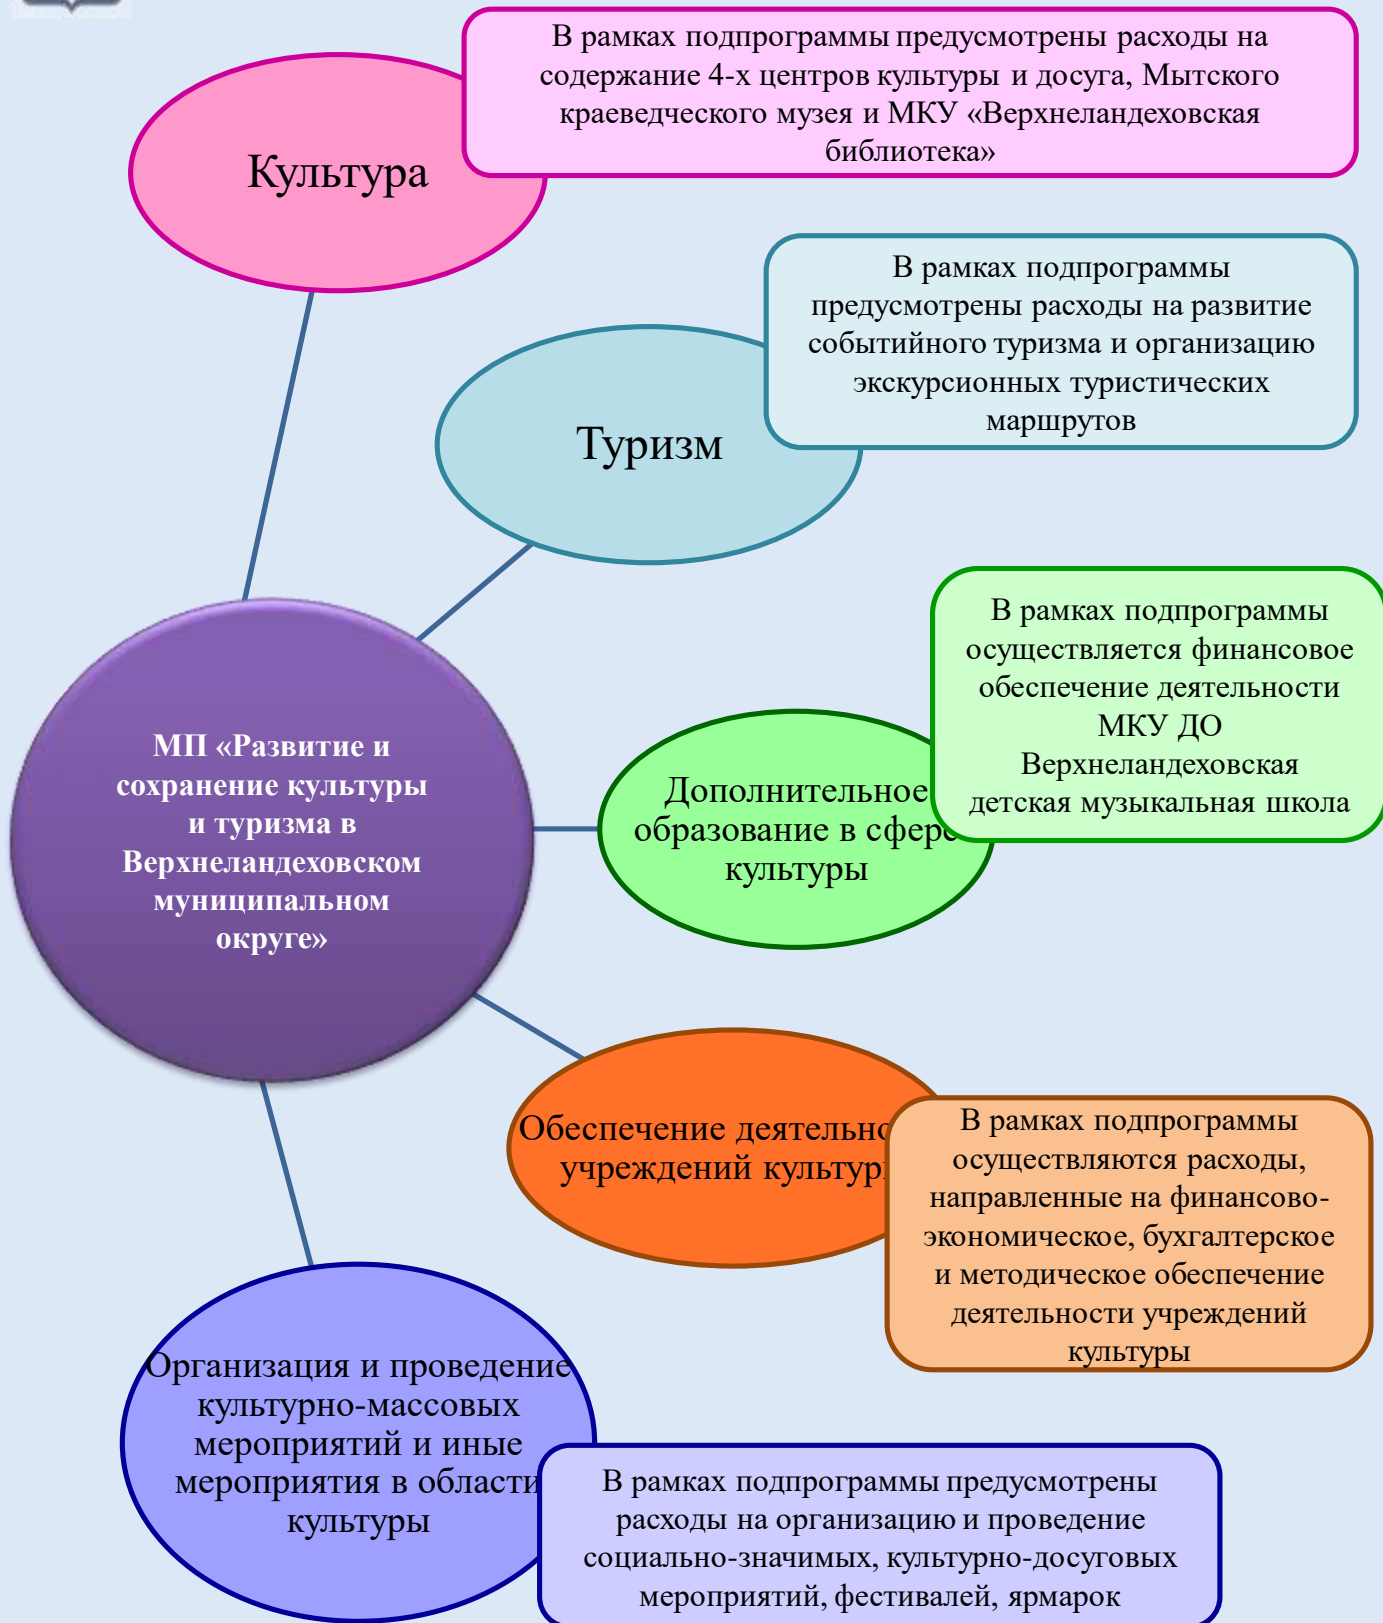 В рамках подпрограммы предусмотрены расходы на
содержание 4-х центров культуры и досуга, Мытского
краеведческого музея и МКУ «Верхнеландеховская
библиотека»
Культура
В рамках подпрограммы
предусмотрены расходы на развитие
событийного туризма и организацию
экскурсионных туристических
маршрутов
Туризм
В рамках подпрограммы
осуществляется финансовое
обеспечение деятельности
МКУ ДО
Верхнеландеховская
детская музыкальная школа
Дополнительное
образование в сфере
культуры
МП «Развитие и
сохранение культуры
и туризма в
Верхнеландеховском
муниципальном
округе»
Обеспечение
учреждений
В рамках подпрограммы
осуществляются расходы,
направленные на финансово-
экономическое, бухгалтерское
и методическое обеспечение
деятельности учреждений
культуры
Организация и проведение
культурно-массовых
мероприятий и иные
мероприятия в области
культуры
В рамках подпрограммы предусмотрены
расходы на организацию и проведение
социально-значимых, культурно-досуговых
мероприятий, фестивалей, ярмарок